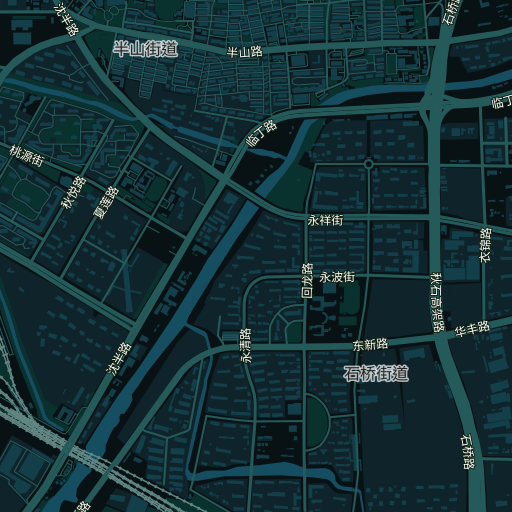 沈半路
石桥路
半山街道
半山路
临丁
临丁路
桃源街
秋悦路
夏莲路
永祥街
衣锦路
回龙路
永波街
秋石高架路
华丰路
永清路
东新路
沈半路
石桥街道
石桥路
路